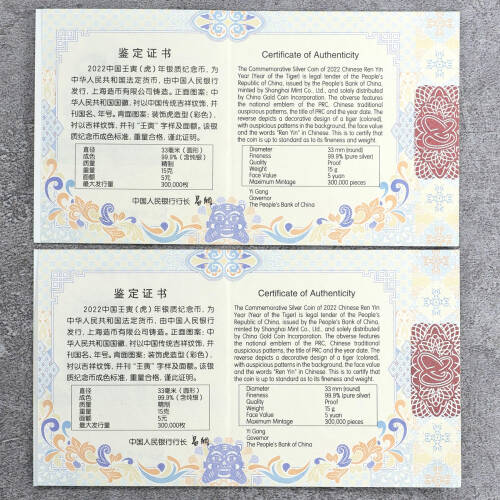 鉴定证书
2022中国壬寅（虎）年银质纪念币，为
中华人民共和国法定货币，由中国人民银行
发行，上海造币有限公司铸造。正面图案：中
华人民共和国国徽，衬以中国传统吉祥纹饰，并
刊国名、年号。背面图案：装饰虎造型（彩色），
衬以吉祥纹饰，并刊“壬寅”字样及面额。该银
质纪念币成色标准，重量合格，谨此证明。
直径 33毫米（圆形）
成色 99.9%（含纯银）
质量 精制
重量 15克
面额 5元
最大发行量 300,000枚
中国人民银行行长
Certificate of Authenticity
The Commemorative Silver Coin of 2022 Chinese Ren Yin
Year (Year of the Tiger) is legal tender of the People's
Republic of China, issued by the People's Bank of China,
minted by Shanghai Mint Co., Ltd., and solely distributed
by China Gold Coin Incorporation. The obverse features
the national emblem of the PRC, Chinese traditional
auspicious patterns, the title of PRC and the year date. The
reverse depicts a decorative design of a tiger (colored),
with auspicious patterns in the background, the face value
and the words "Ren Yin" in Chinese. This is to certify that
the coin is up to standard as to its fineness and weight.
Diameter 33 mm (round)
Fineness 99.9% (pure silver)
Quality Proof
Weight 15 g
Face Value 5 yuan
Maximum Mintage 300,000 pieces
Yi Gang
Governor
The People's Bank of China
鉴定证书
2022中国壬寅（虎）年银质纪念币，为
中华人民共和国法定货币，由中国人民银行
发行，上海造币有限公司铸造。正面图案：中
华人民共和国国徽，衬以中国传统吉祥纹饰，并
刊国名、年号。背面图案：装饰虎造型（彩色），
衬以吉祥纹饰，并刊“壬寅”字样及面额。该银
质纪念币成色标准，重量合格，谨此证明。
直径 33毫米（圆形）
成色 99.9%（含纯银）
质量 精制
重量 15克
面额 5元
最大发行量 300,000枚
中国人民银行行长
Certificate of Authenticity
The Commemorative Silver Coin of 2022 Chinese Ren Yin
Year (Year of the Tiger) is legal tender of the People's
Republic of China, issued by the People's Bank of China,
minted by Shanghai Mint Co., Ltd., and solely distributed
by China Gold Coin Incorporation. The obverse features
the national emblem of the PRC, Chinese traditional
auspicious patterns, the title of PRC and the year date. The
reverse depicts a decorative design of a tiger (colored),
with auspicious patterns in the background, the face value
and the words "Ren Yin" in Chinese. This is to certify that
the coin is up to standard as to its fineness and weight.
Diameter 33 mm (round)
Fineness 99.9% (pure silver)
Quality Proof
Weight 15 g
Face Value 5 yuan
Maximum Mintage 300,000 pieces
Yi Gang
Governor
The People's Bank of China